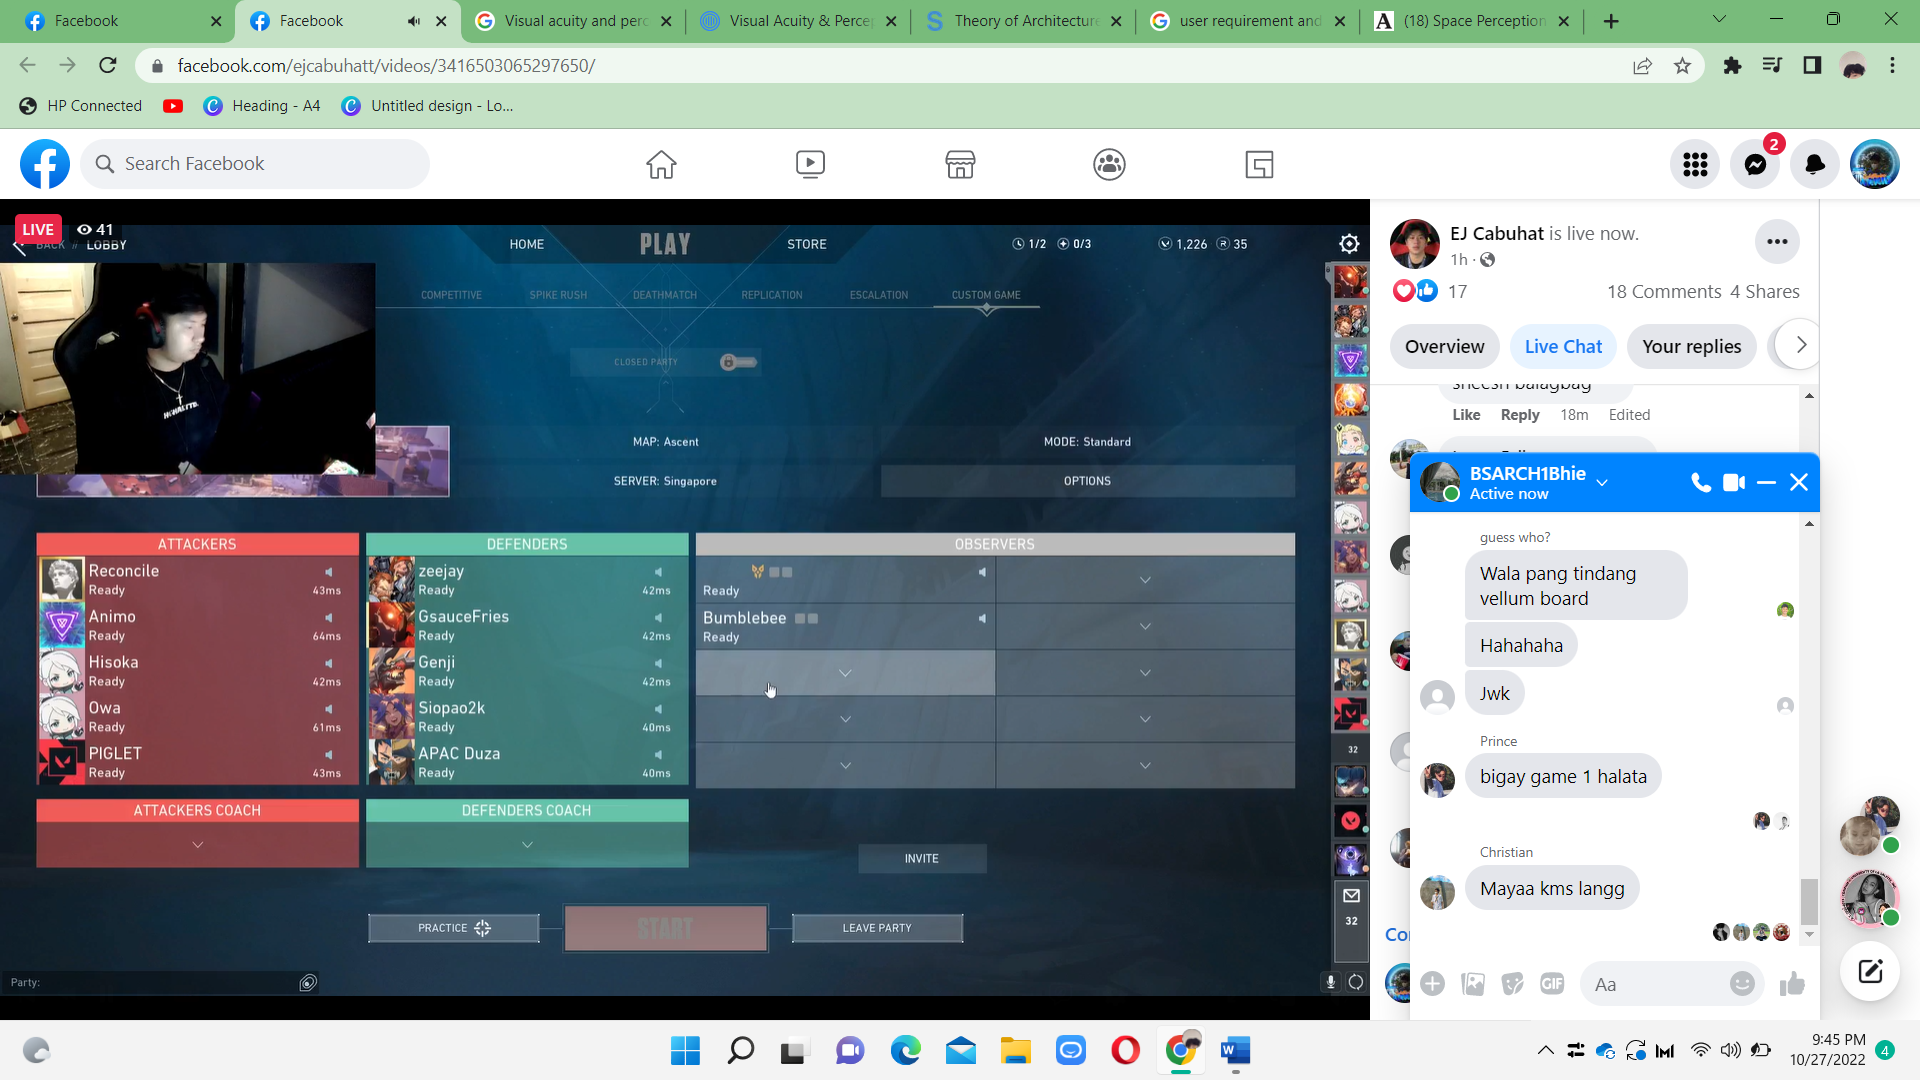 Facebook
Facebook
Visual acuity and perc
Visual Acuity & Percep
Theory of Architecture
user requirement and
(18) Space Perception
facebook.com/ejcabuhatt/videos/3416503065297650/
HP Connected
Heading - A4
Untitled design - Lo...
Search Facebook
2
LIVE
41
BACK // LOBBY
HOME
PLAY
STORE
1/2
0/3
1,226
35
COMPETITIVE
SPIKE RUSH
DEATHMATCH
REPLICATION
ESCALATION
CUSTOM GAME
CLOSED PARTY
MAP: Ascent
MODE: Standard
SERVER: Singapore
OPTIONS
ATTACKERS
Reconcile
Ready
43ms
Animo
Ready
64ms
Hisoka
Ready
42ms
Owa
Ready
61ms
PIGLET
Ready
43ms
DEFENDERS
zeejay
Ready
42ms
GsauceFries
Ready
42ms
Genji
Ready
42ms
Siopao2k
Ready
40ms
APAC Duza
Ready
40ms
OBSERVERS
Ready
Bumblebee
Ready
ATTACKERS COACH
DEFENDERS COACH
INVITE
PRACTICE
START
LEAVE PARTY
Party:
32
32
EJ Cabuhat is live now.
1h
17
18 Comments 4 Shares
Overview
Live Chat
Your replies
sheesh balagbag
Like Reply 18m Edited
BSARCH1Bhie
Active now
guess who?
Wala pang tindang
vellum board
Hahahaha
Jwk
Prince
bigay game 1 halata
Christian
Mayaa kms langg
Aa
GIF
9:45 PM
10/27/2022
4